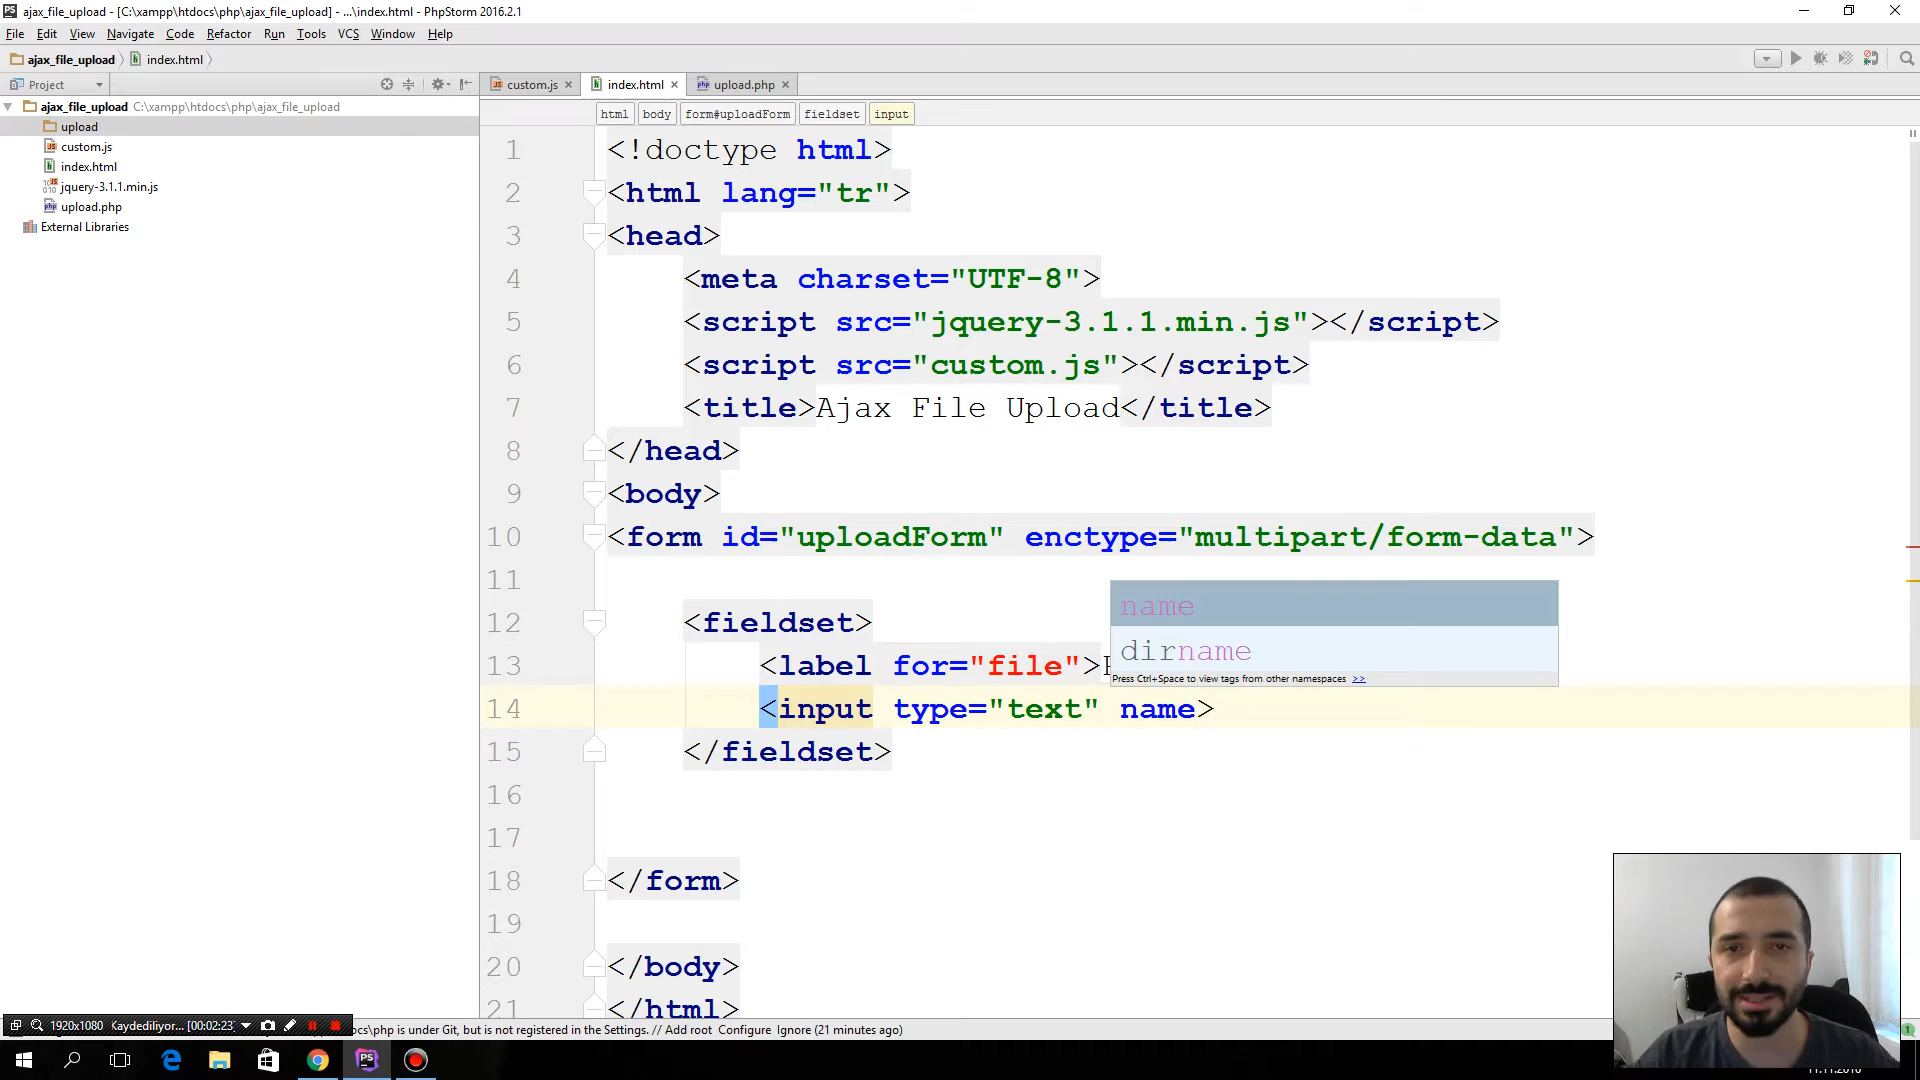 ajax_file_upload - [C:\xampp\htdocs\php\ajax_file_upload] - ...\index.html - PhpStorm 2016.2.1
File Edit View Navigate Code Refactor Run Tools VCS Window Help
ajax_file_upload index.html
Project
custom.js index.html upload.php
ajax_file_upload C:\xampp\htdocs\php\ajax_file_upload
upload
custom.js
index.html
jquery-3.1.1.min.js
upload.php
External Libraries
html body form#uploadForm fieldset input
1 <!doctype html>
2 <html lang="tr">
3 <head>
4 <meta charset="UTF-8">
5 <script src="jquery-3.1.1.min.js"></script>
6 <script src="custom.js"></script>
7 <title>Ajax File Upload</title>
8 </head>
9 <body>
10 <form id="uploadForm" enctype="multipart/form-data">
11
12 <fieldset>
13 <label for="file">
14 <input type="text" name>
15 </fieldset>
16
17
18 </form>
19
20 </body>
21 </html>
name
dirname
Press Ctrl+Space to view tags from other namespaces >>
1920x1080 Kaydediliyor... [00:02:23]
ocs\php is under Git, but is not registered in the Settings. // Add root Configure Ignore (21 minutes ago)